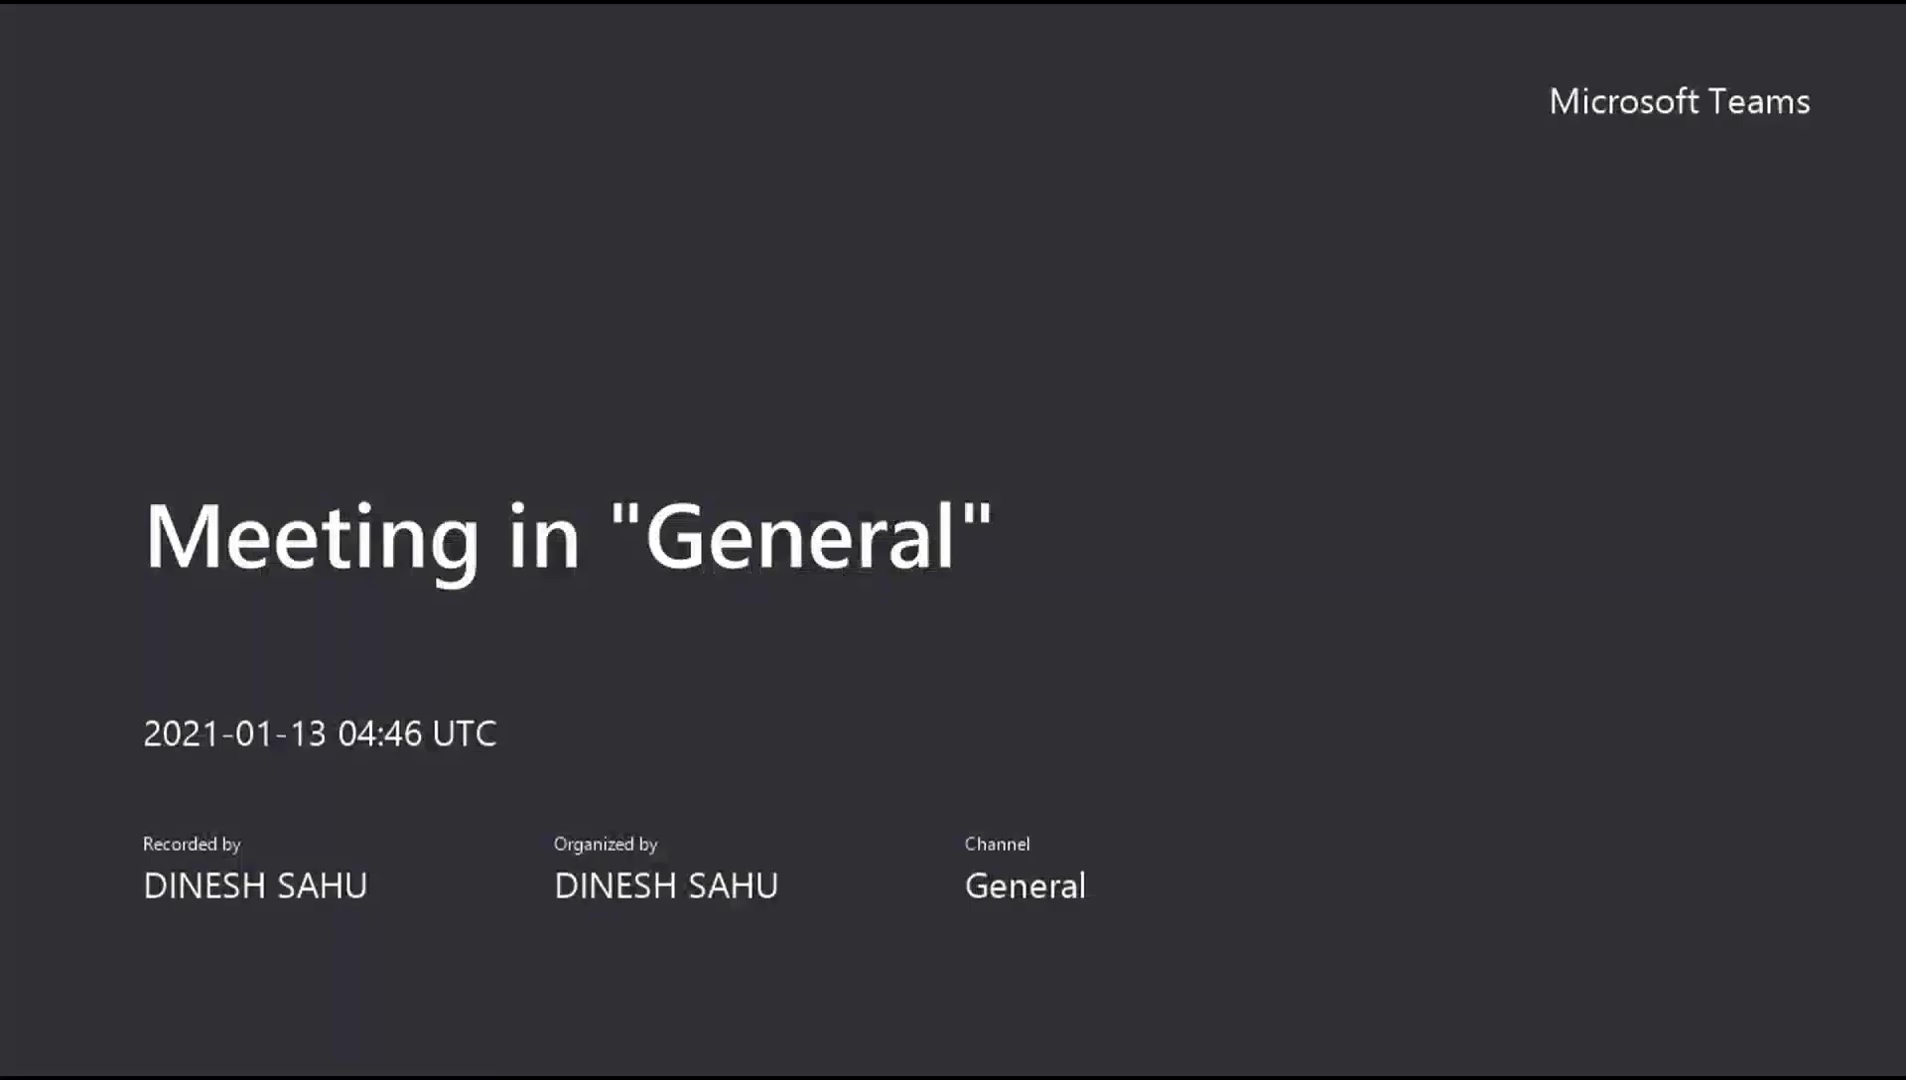 Microsoft Teams
Meeting in "General"
2021-01-13 04:46 UTC
Recorded by
DINESH SAHU
Organized by
DINESH SAHU
Channel
General